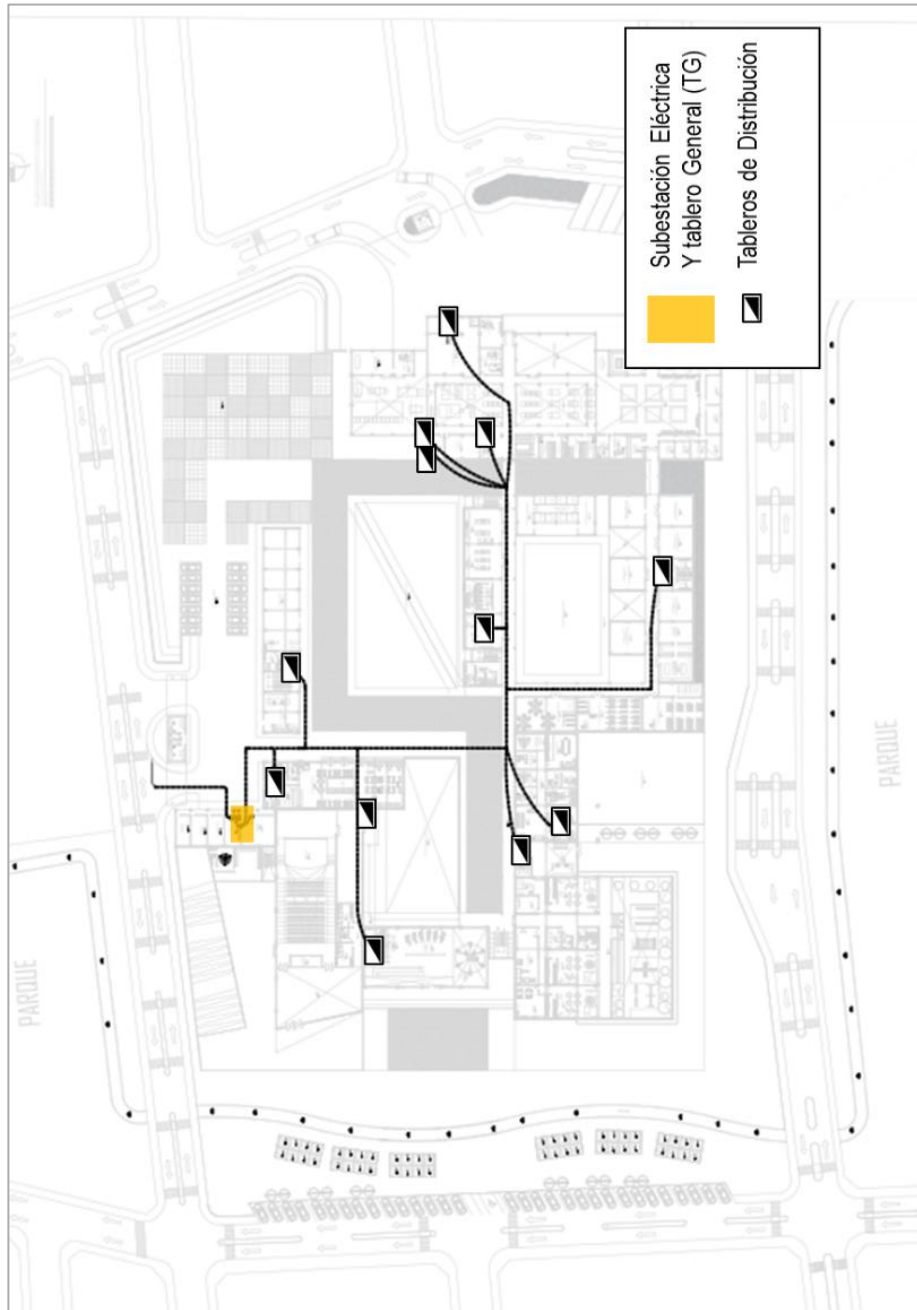 Subestación Eléctrica
Y tablero General (TG)
Tableros de Distribución
PARQUE
PARQUE